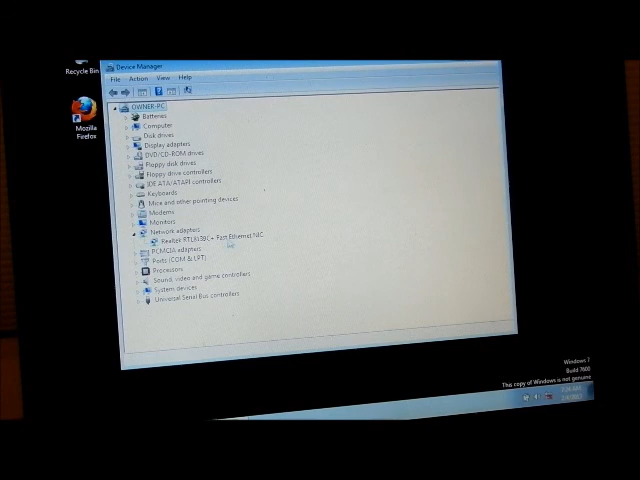 Recycle Bin
Mozilla
Firefox
Device Manager
File Action View Help
OWNER-PC
Batteries
Computer
Disk drives
Display adapters
DVD/CD-ROM drives
Floppy disk drives
Floppy drive controllers
IDE ATA/ATAPI controllers
Keyboards
Mice and other pointing devices
Modems
Monitors
Network adapters
Realtek RTL8139C+ Fast Ethernet NIC
PCMCIA adapters
Ports (COM & LPT)
Processors
Sound, video and game controllers
System devices
Universal Serial Bus controllers
Windows 7
Build 7600
This copy of Windows is not genuine